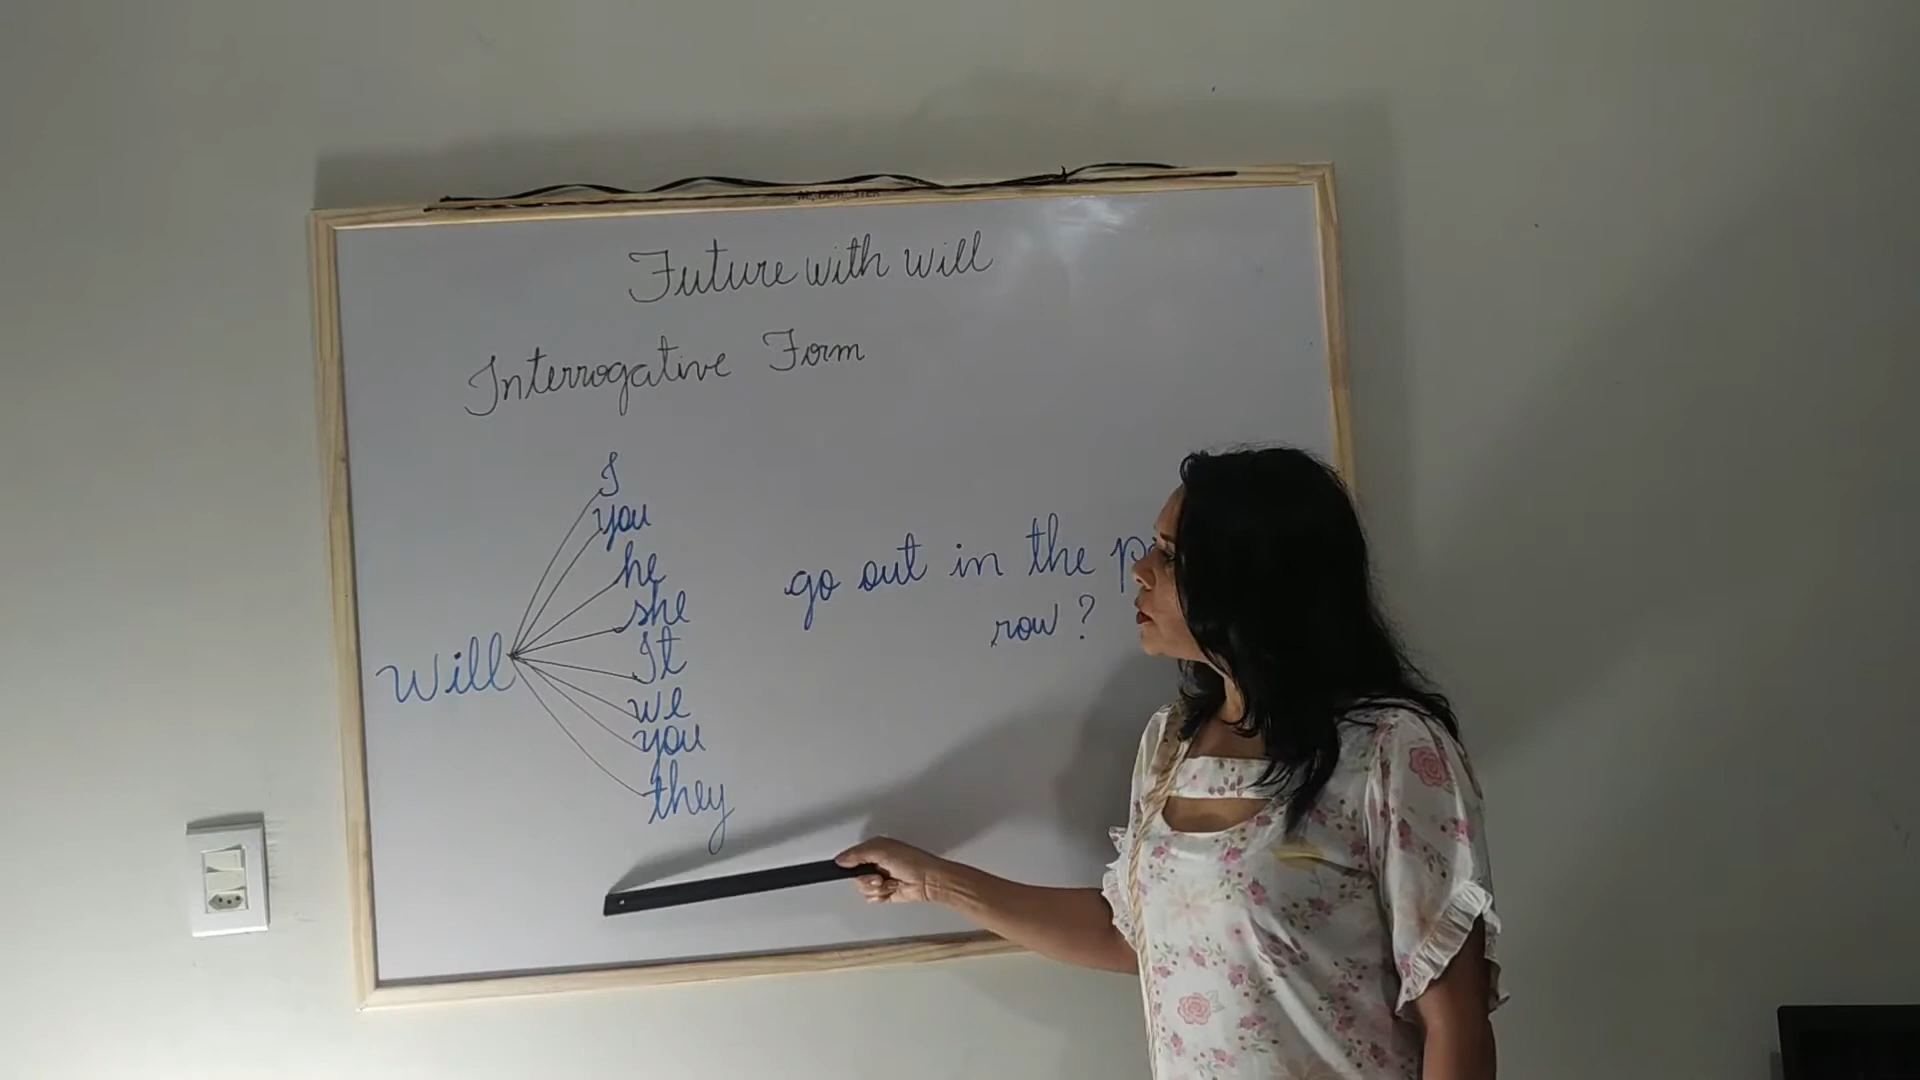 Future with will
Interrogative Form
I
you
he
she
Will
It
we
you
they
go out in the
row?